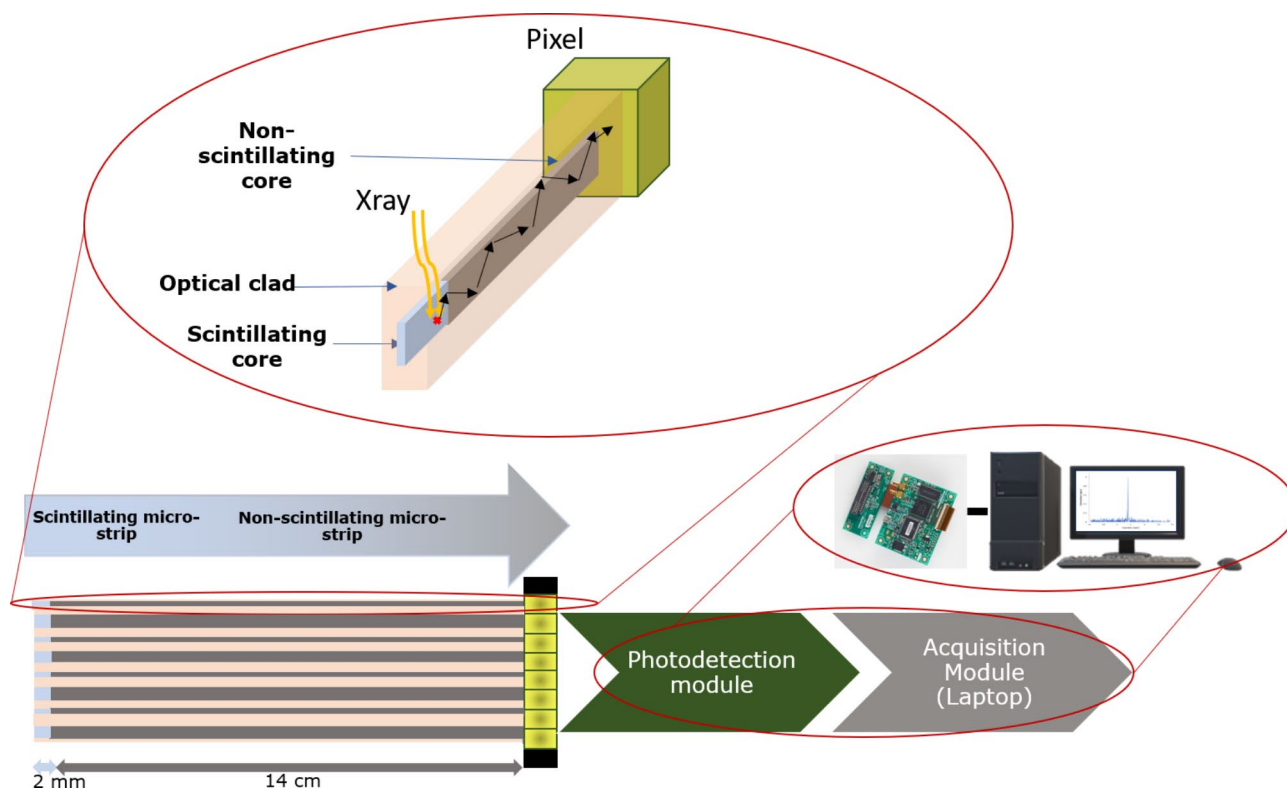 Pixel
Non-
scintillating
core
Xray
Optical clad
Scintillating
core
Scintillating micro-
strip
Non-scintillating micro-
strip
Photodetection
module
Acquisition
Module
(Laptop)
2 mm
14 cm